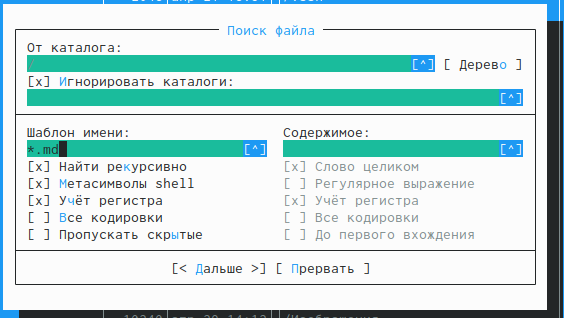 Поиск файла
От каталога:
/ [^] [ Дерево ]
[x] Игнорировать каталоги:
[^]
Шаблон имени: Содержимое:
*.md [^] [^]
[x] Найти рекурсивно [x] Слово целиком
[x] Метасимволы shell [ ] Регулярное выражение
[x] Учёт регистра [x] Учёт регистра
[ ] Все кодировки [ ] Все кодировки
[ ] Пропускать скрытые [ ] До первого вхождения
[< Дальше >] [ Прервать ]